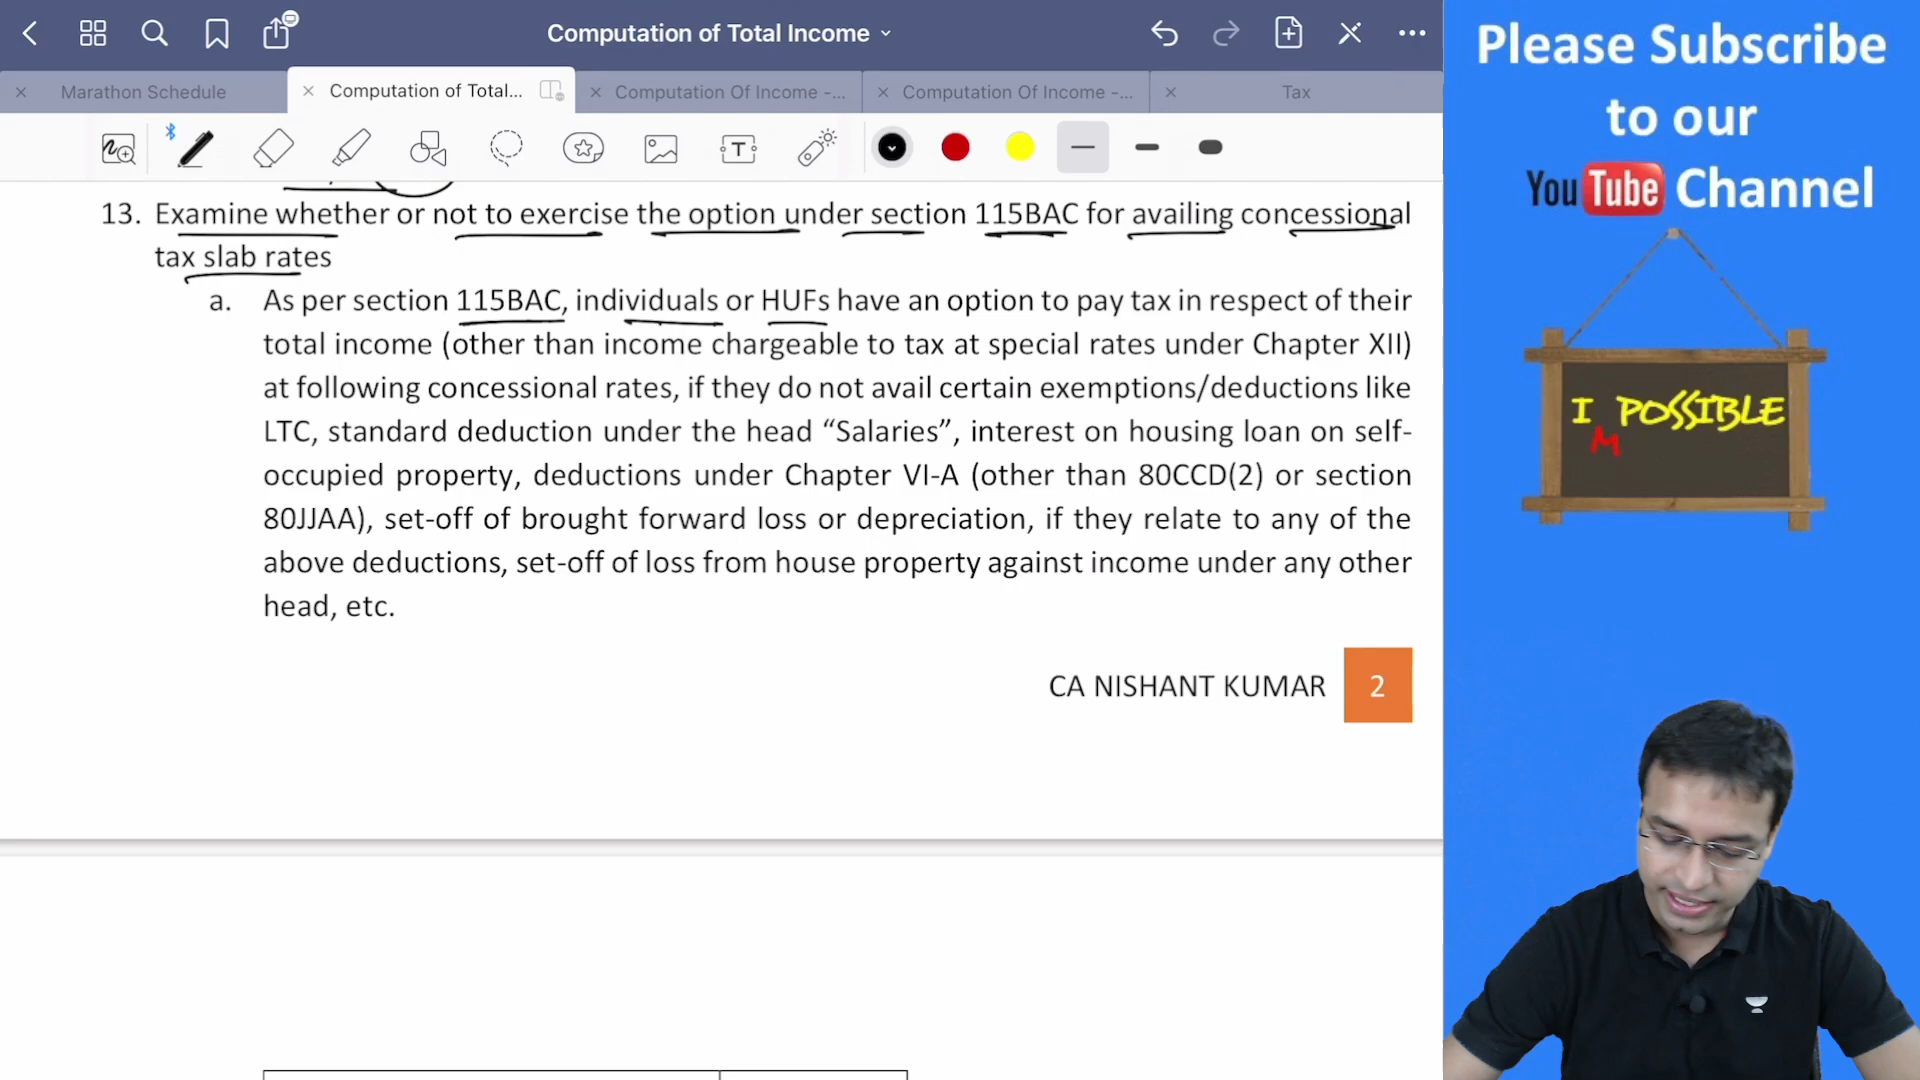 Computation of Total Income
Marathon Schedule
Computation of Total...
Computation Of Income -...
Computation Of Income -...
Tax
T
13. Examine whether or not to exercise the option under section 115BAC for availing concessional
tax slab rates
a. As per section 115BAC, individuals or HUFs have an option to pay tax in respect of their
total income (other than income chargeable to tax at special rates under Chapter XII)
at following concessional rates, if they do not avail certain exemptions/deductions like
LTC, standard deduction under the head “Salaries”, interest on housing loan on self-
occupied property, deductions under Chapter VI-A (other than 80CCD(2) or section
80JJAA), set-off of brought forward loss or depreciation, if they relate to any of the
above deductions, set-off of loss from house property against income under any other
head, etc.
CA NISHANT KUMAR 2
Please Subscribe
to our
YouTube Channel
I POSSIBLE
M